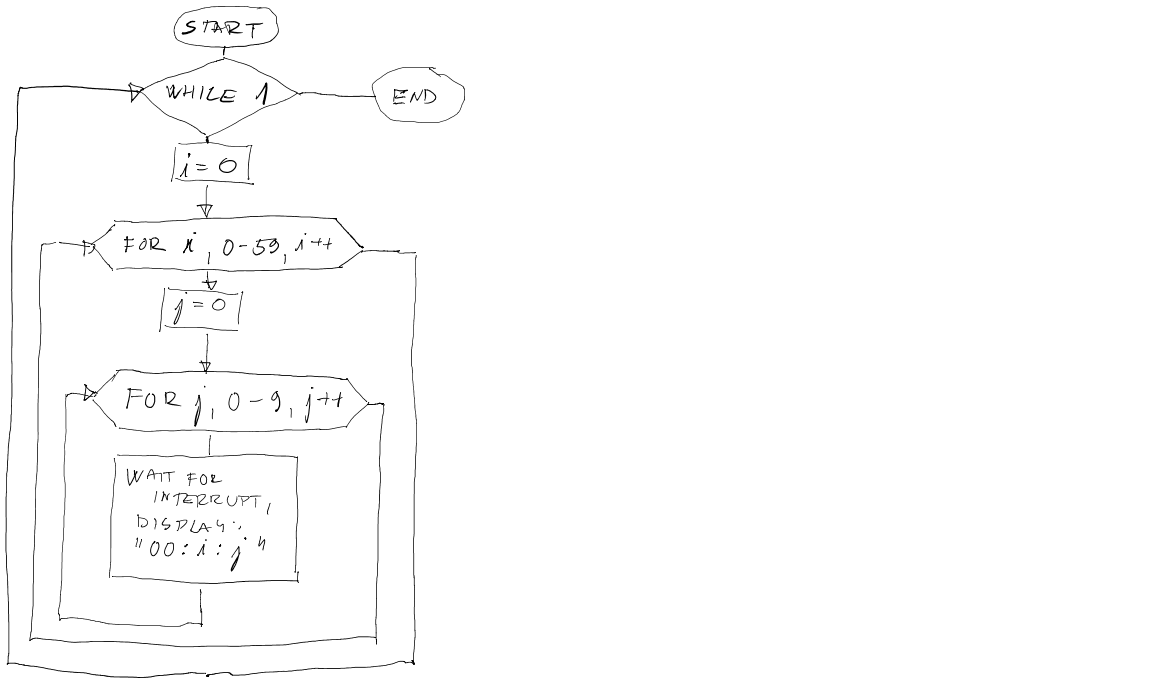 START
WHILE 1
END
i = 0
FOR i, 0-59, i++
j = 0
FOR j, 0-9, j++
WAIT FOR
INTERRUPT,
DISPLAY:
"00:i:j"